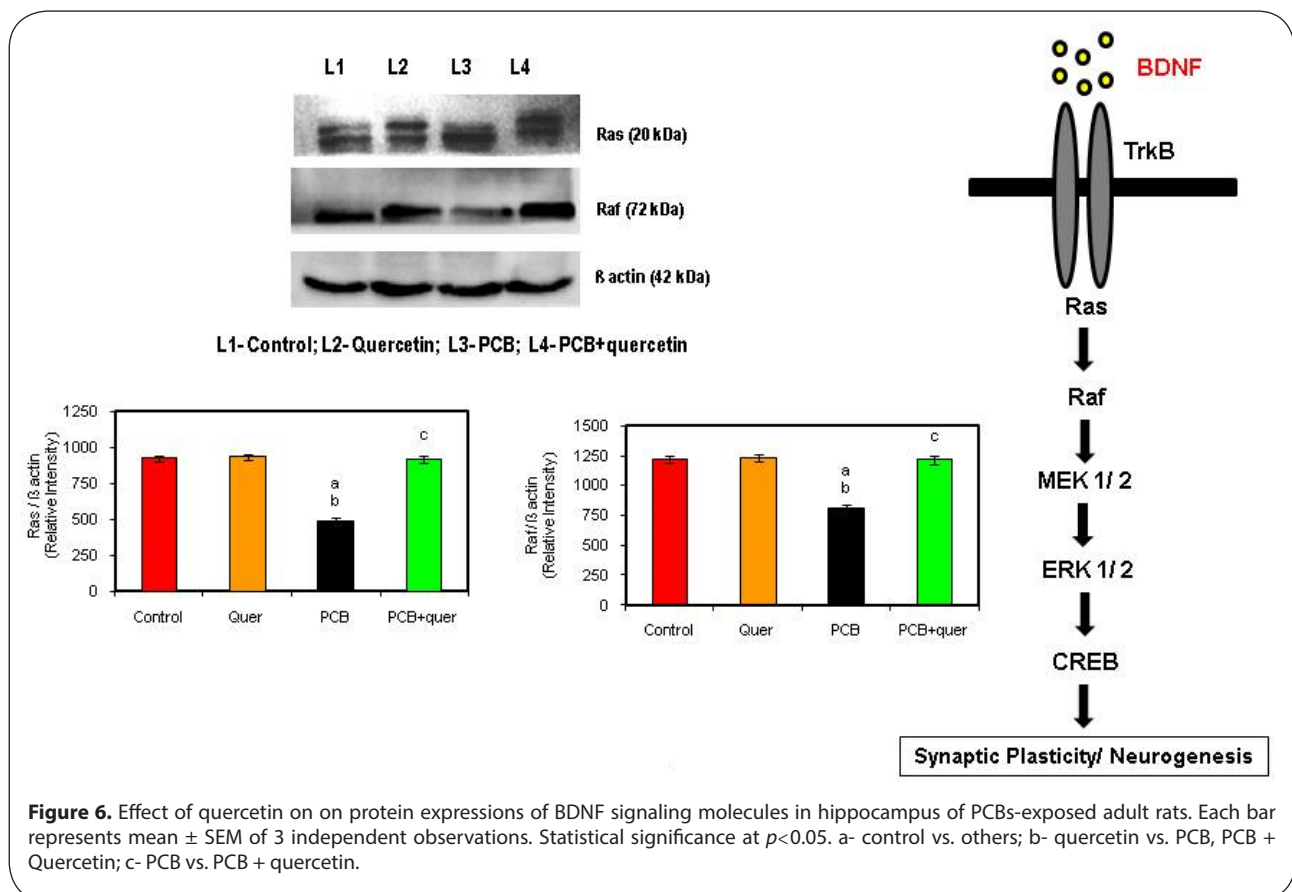 L1 L2 L3 L4
Ras (20 kDa)
Raf (72 kDa)
ß actin (42 kDa)
L1- Control; L2- Quercetin; L3- PCB; L4- PCB+quercetin
BDNF
TrkB
Ras
Raf
MEK 1/ 2
ERK 1/ 2
CREB
Synaptic Plasticity/ Neurogenesis
Ras / ß actin
(Relative Intensity)
1250
1000
750
500
250
0
a
b
c
Control Quer PCB PCB+quer
Raf / ß actin
(Relative Intensity)
1500
1250
1000
750
500
250
0
a
b
c
Control Quer PCB PCB+quer
Figure 6. Effect of quercetin on on protein expressions of BDNF signaling molecules in hippocampus of PCBs-exposed adult rats. Each bar
represents mean ± SEM of 3 independent observations. Statistical significance at p<0.05. a- control vs. others; b- quercetin vs. PCB, PCB +
Quercetin; c- PCB vs. PCB + quercetin.